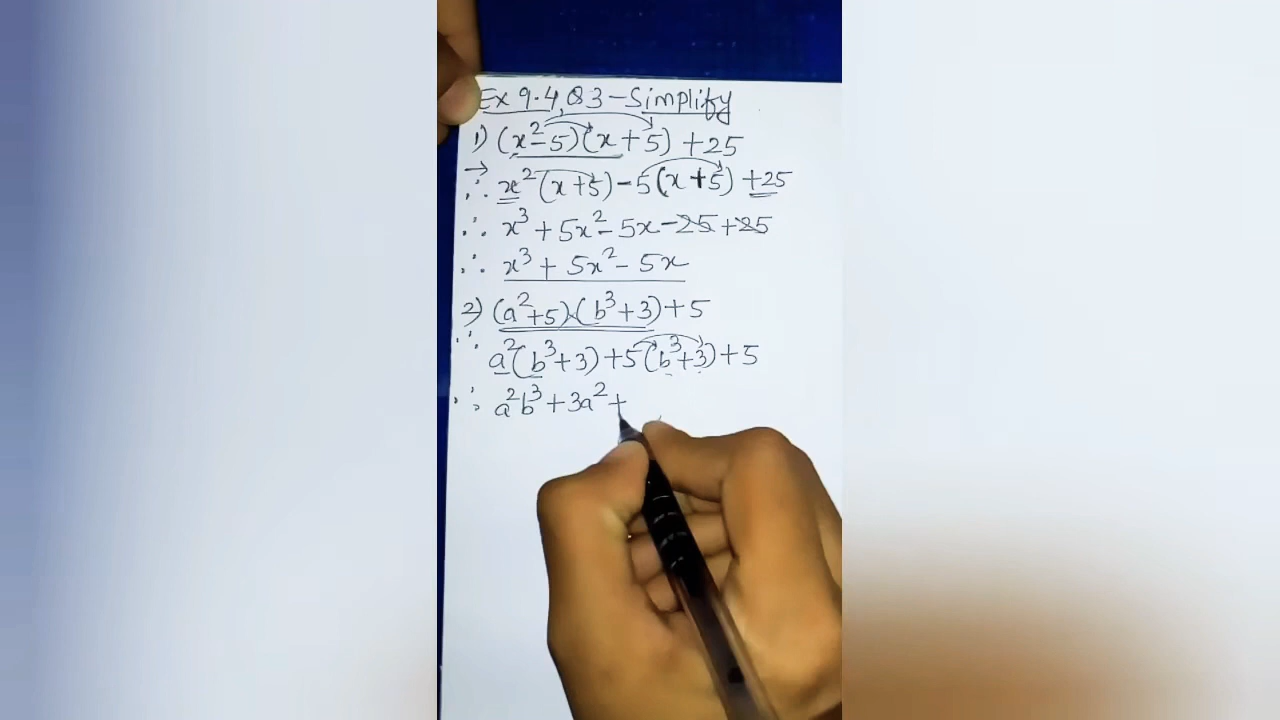 Ex 9.4, Q3 - Simplify
1) (x²-5)(x+5) +25
→
∴ x²(x+5) - 5(x+5) +25
∴ x³ + 5x² - 5x - 25 + 25
∴ x³ + 5x² - 5x
2) (a²+5).(b³+3)+5
∴ a²(b³+3)+5(b³+3)+5
∴ a²b³+3a²+